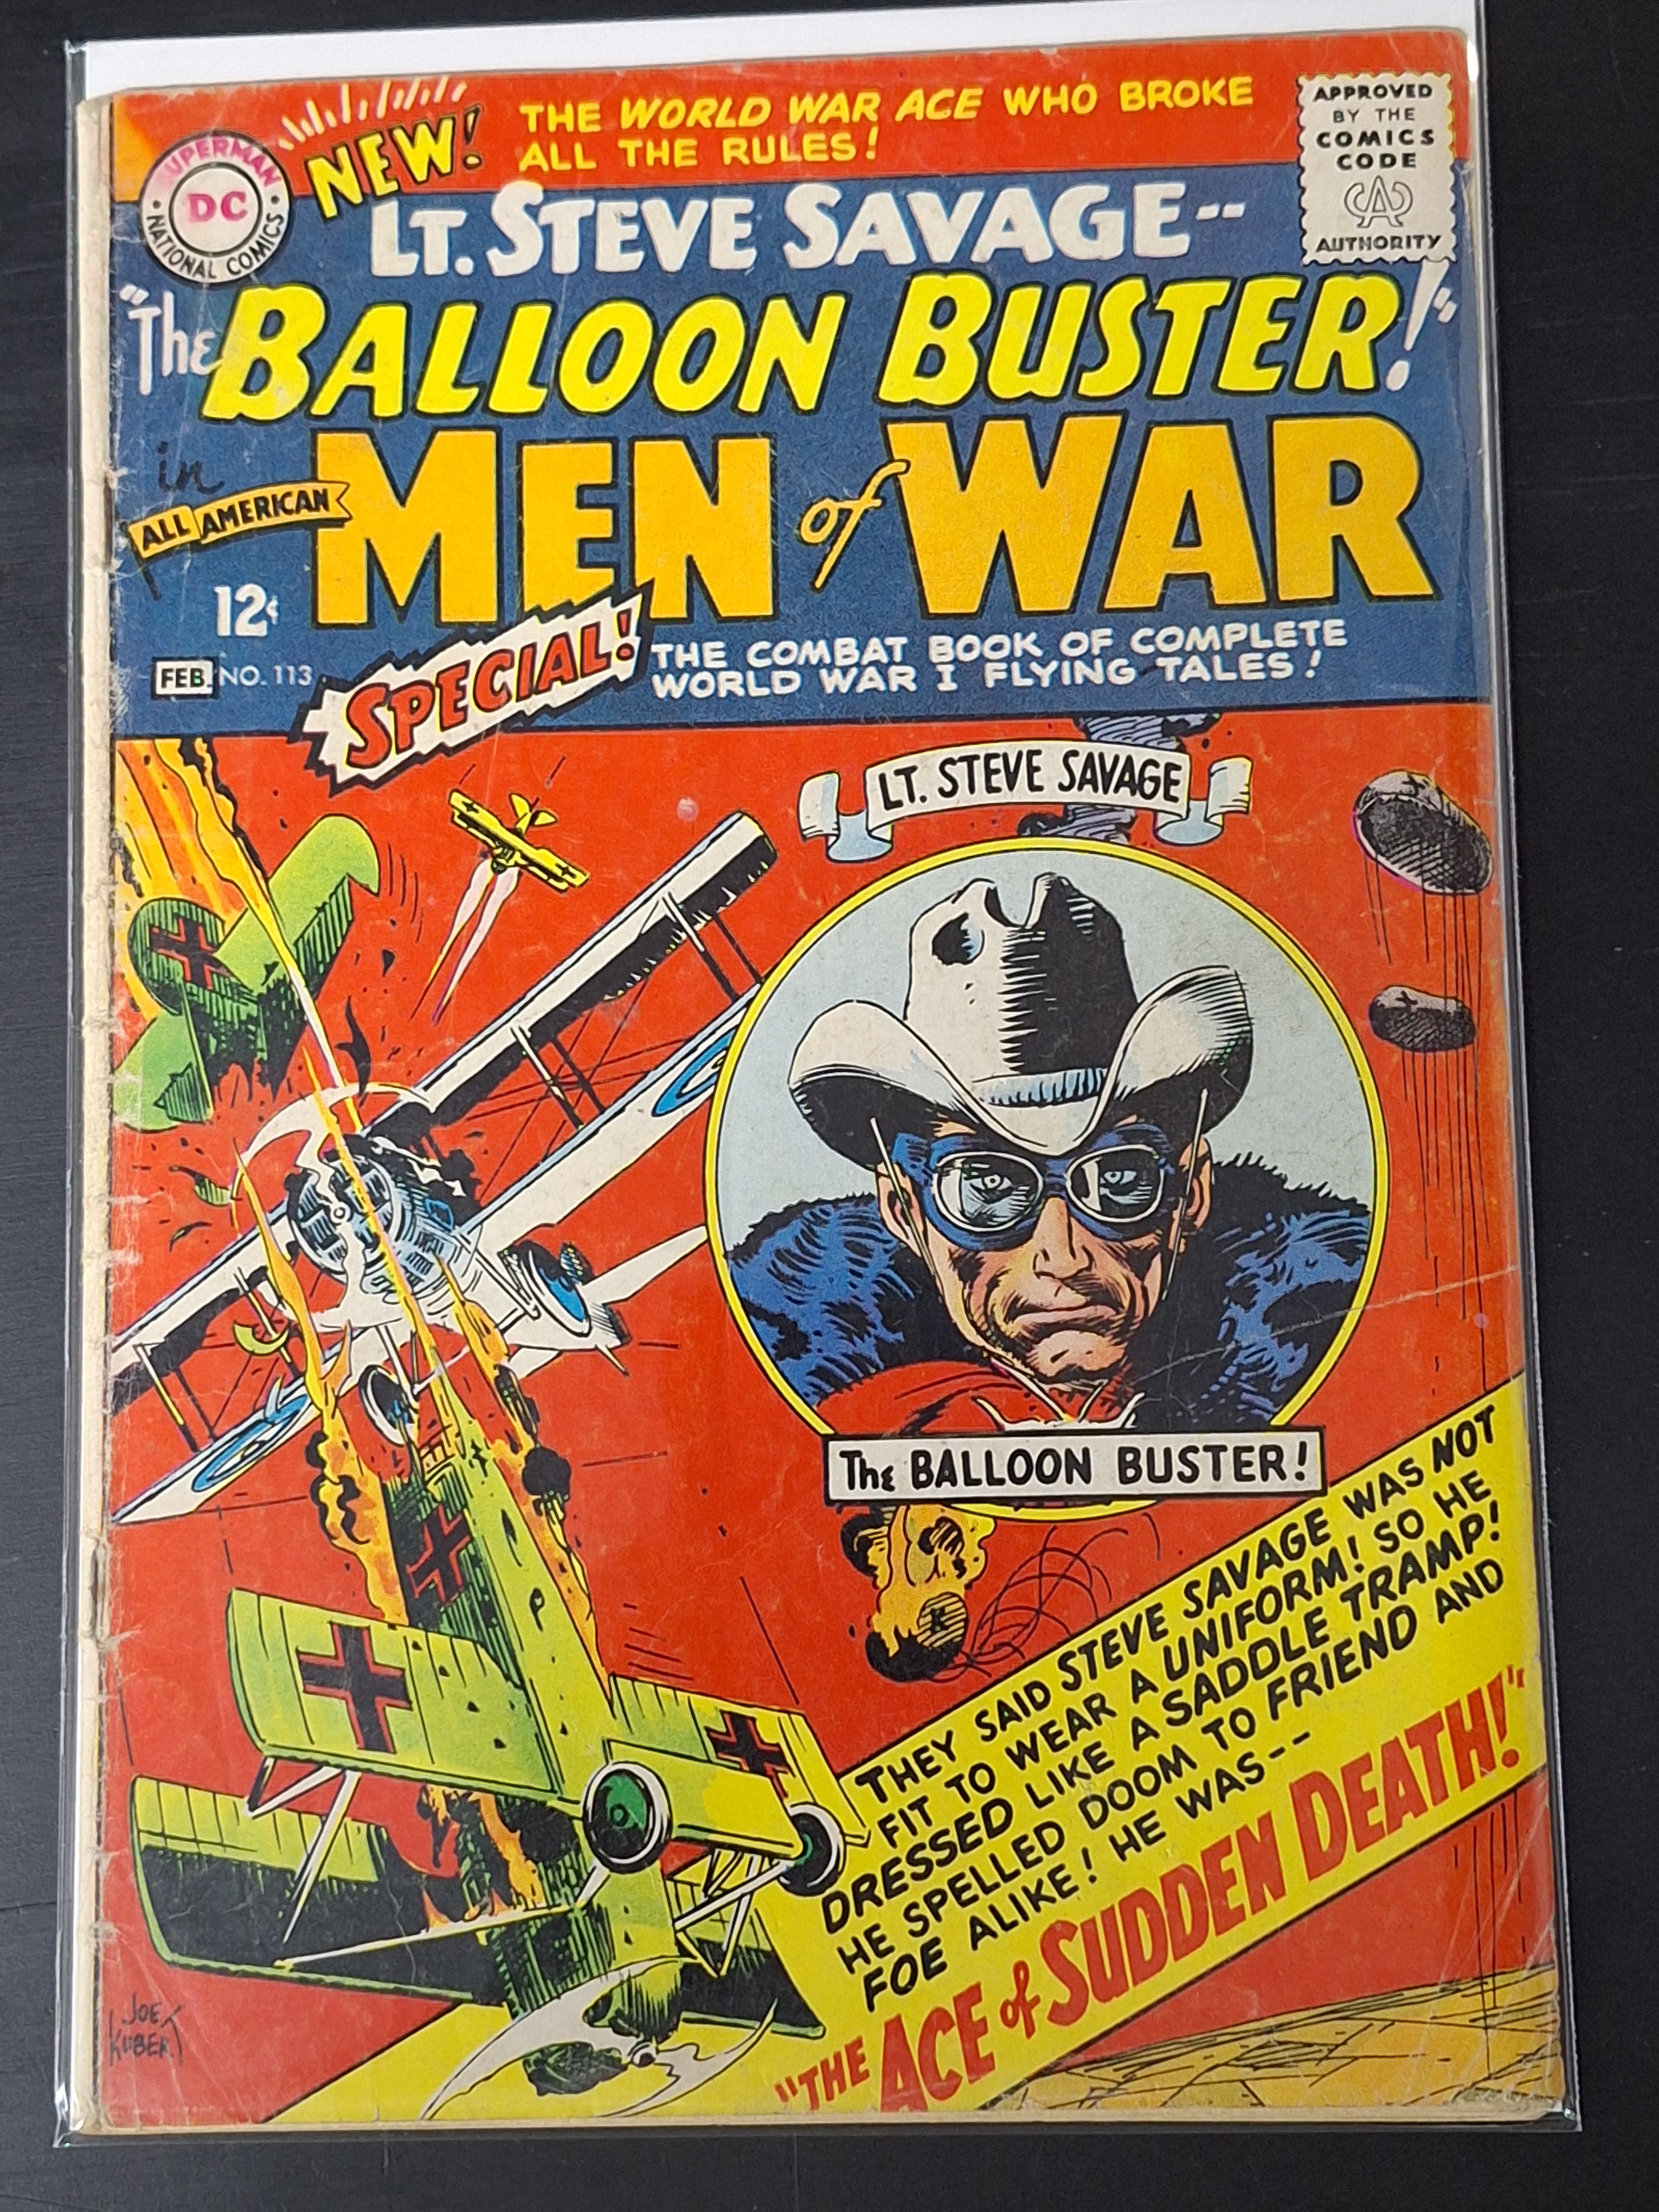 NEW!
THE WORLD WAR ACE WHO BROKE
ALL THE RULES!
APPROVED
BY THE
COMICS
CODE
CA
AUTHORITY
SUPERMAN
DC
NATIONAL COMICS
LT. STEVE SAVAGE--
"The BALLOON BUSTER!"
in
ALL AMERICAN
MEN of WAR
12¢
FEB. NO. 113
SPECIAL!
THE COMBAT BOOK OF COMPLETE
WORLD WAR I FLYING TALES!
LT. STEVE SAVAGE
The BALLOON BUSTER!
K
P
THEY SAID STEVE SAVAGE WAS NOT
FIT TO WEAR A UNIFORM! SO HE
DRESSED LIKE A SADDLE TRAMP!
HE SPELLED DOOM TO FRIEND AND
FOE ALIKE! HE WAS--
"THE ACE of SUDDEN DEATH!"
JOE
KUBERT